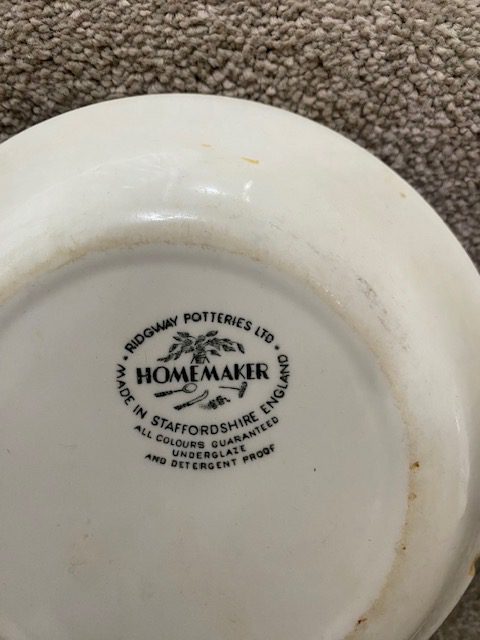 • RIDGWAY POTTERIES LTD •
HOMEMAKER
MADE IN STAFFORDSHIRE ENGLAND
ALL COLOURS GUARANTEED
UNDERGLAZE
AND DETERGENT PROOF